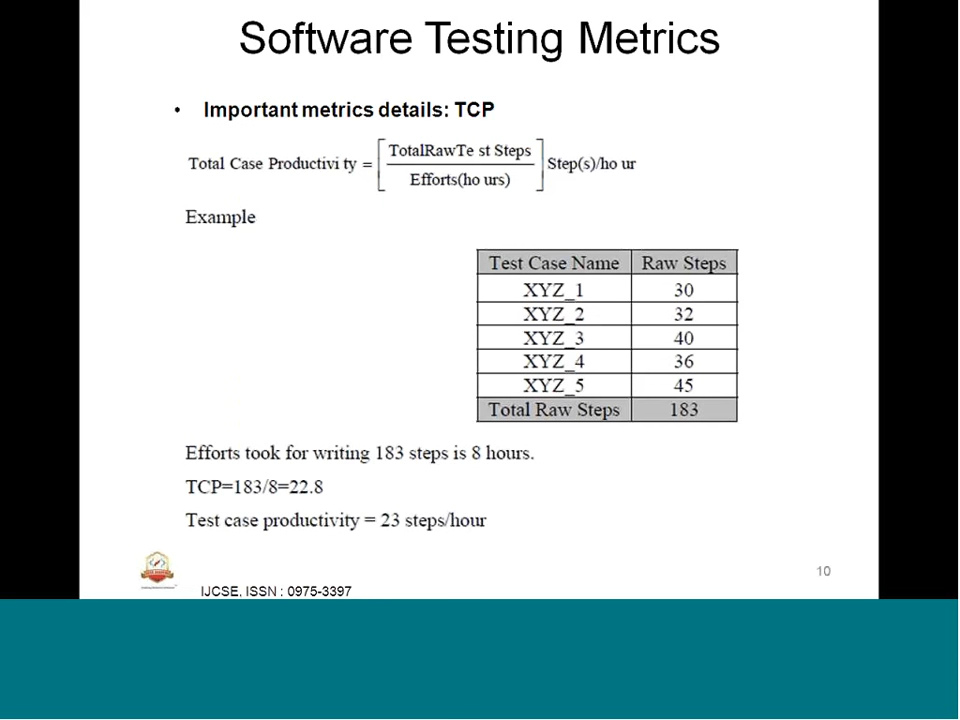 Software Testing Metrics
• Important metrics details: TCP
Total Case Productivi ty = [TotalRawTe st Steps / Efforts(ho urs)] Step(s)/ho ur
Example
Test Case Name Raw Steps
XYZ_1 30
XYZ_2 32
XYZ_3 40
XYZ_4 36
XYZ_5 45
Total Raw Steps 183
Efforts took for writing 183 steps is 8 hours.
TCP=183/8=22.8
Test case productivity = 23 steps/hour
10
IJCSE, ISSN : 0975-3397